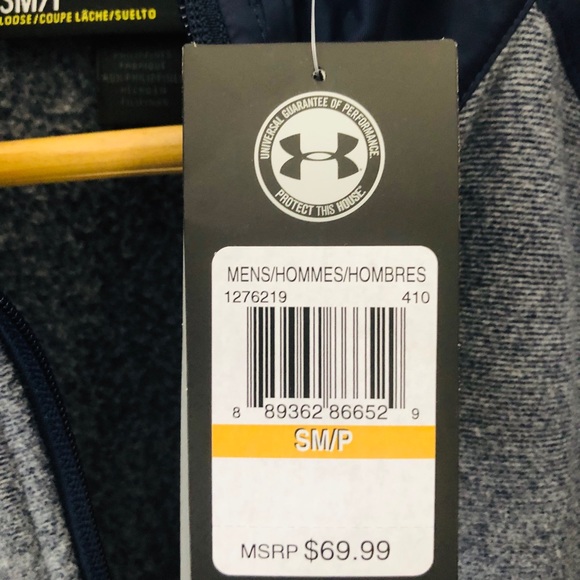 SM/P
LOOSE/COUPE LÂCHE/SUELTO
UNIVERSAL GUARANTEE OF PERFORMANCE
PROTECT THIS HOUSE
MENS/HOMMES/HOMBRES
1276219 410
8 89362 86652 9
SM/P
MSRP $69.99